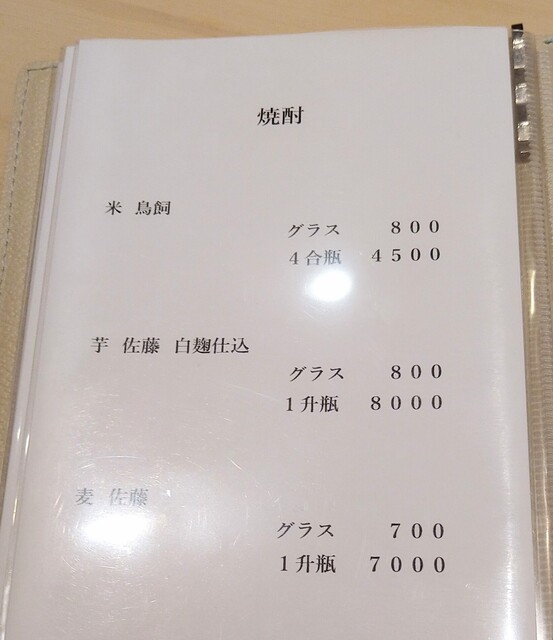 焼酎
米 鳥飼
グラス 800
4合瓶 4500
芋 佐藤 白麹仕込
グラス 800
1升瓶 8000
麦 佐藤
グラス 700
1升瓶 7000